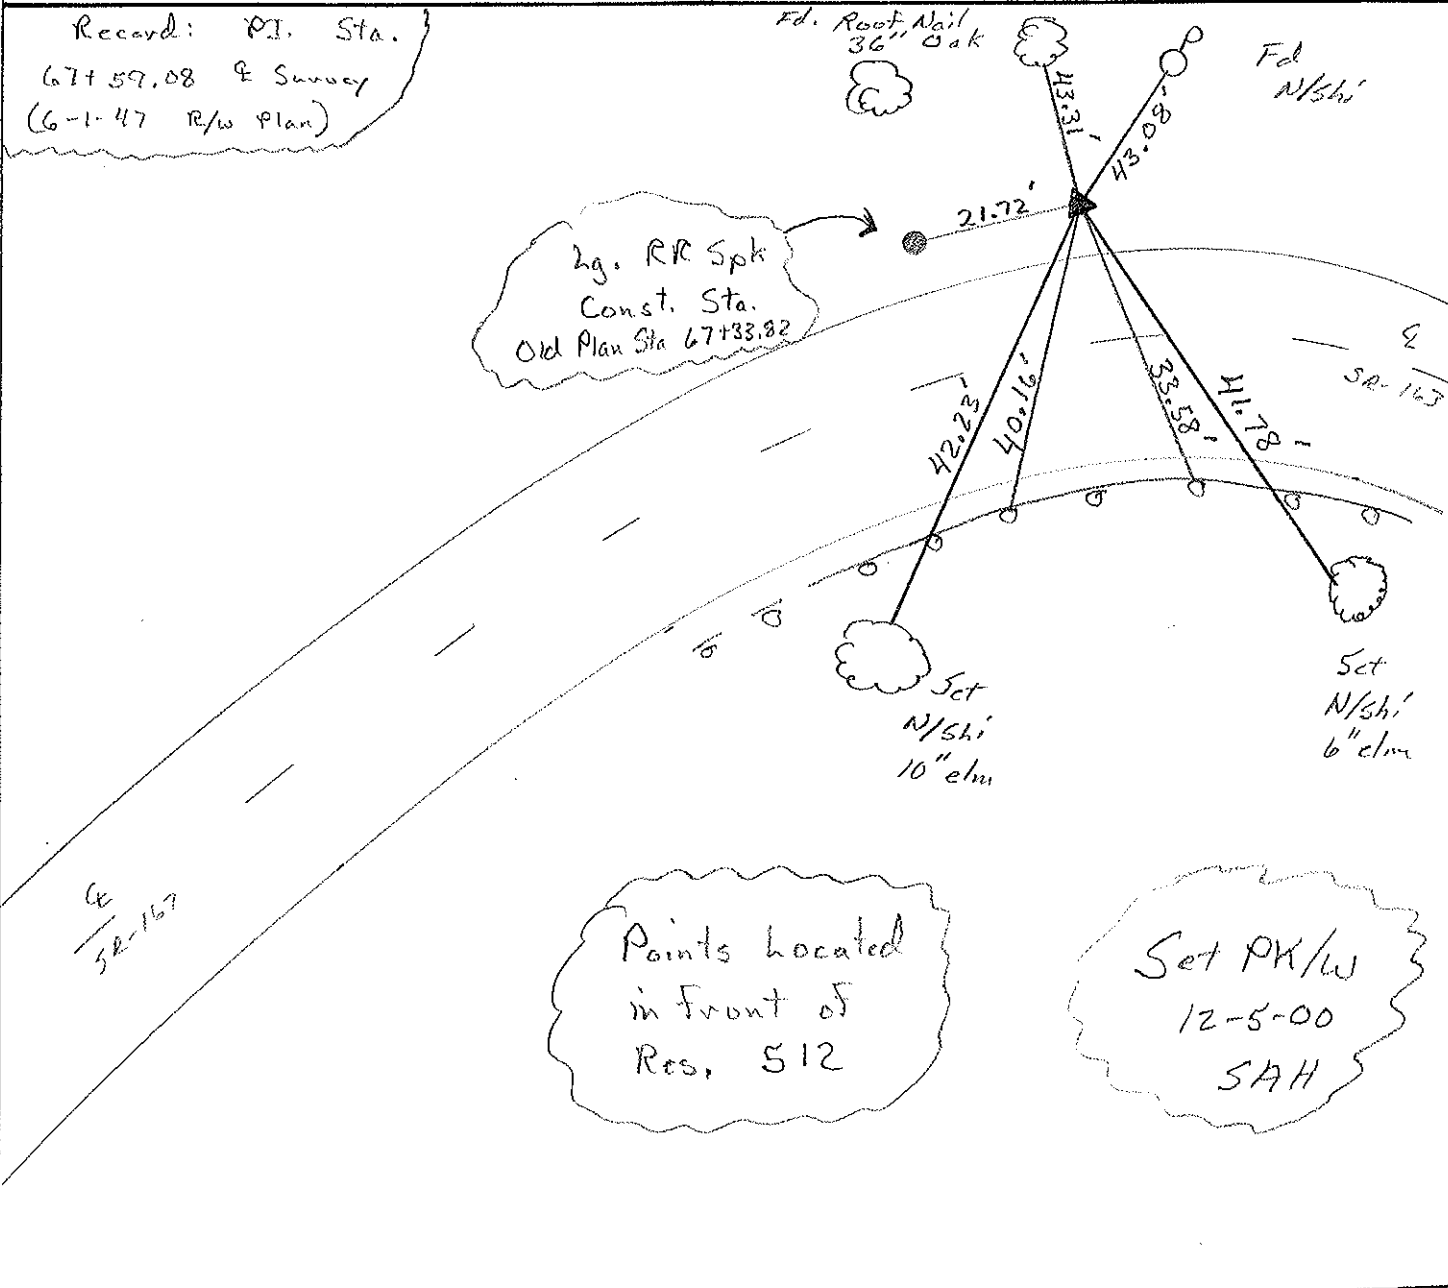 Record: P.I. Sta.
67+59.08 ℄ Survey
(6-1-47 R/W Plan)
Fd. Root Nail
36" Oak
P
Fd
N/Shi
43.31'
43.08'
21.72'
Lg. RR Spk
Const. Sta.
Old Plan Sta 67+33.82
42.23'
40.16'
33.58'
41.78'
℄
SR-163
Set
N/Shi
10" elm
Set
N/Shi
6" elm
℄
Points Located
in front of
Res. 512
Set PK/W
12-5-00
SAH